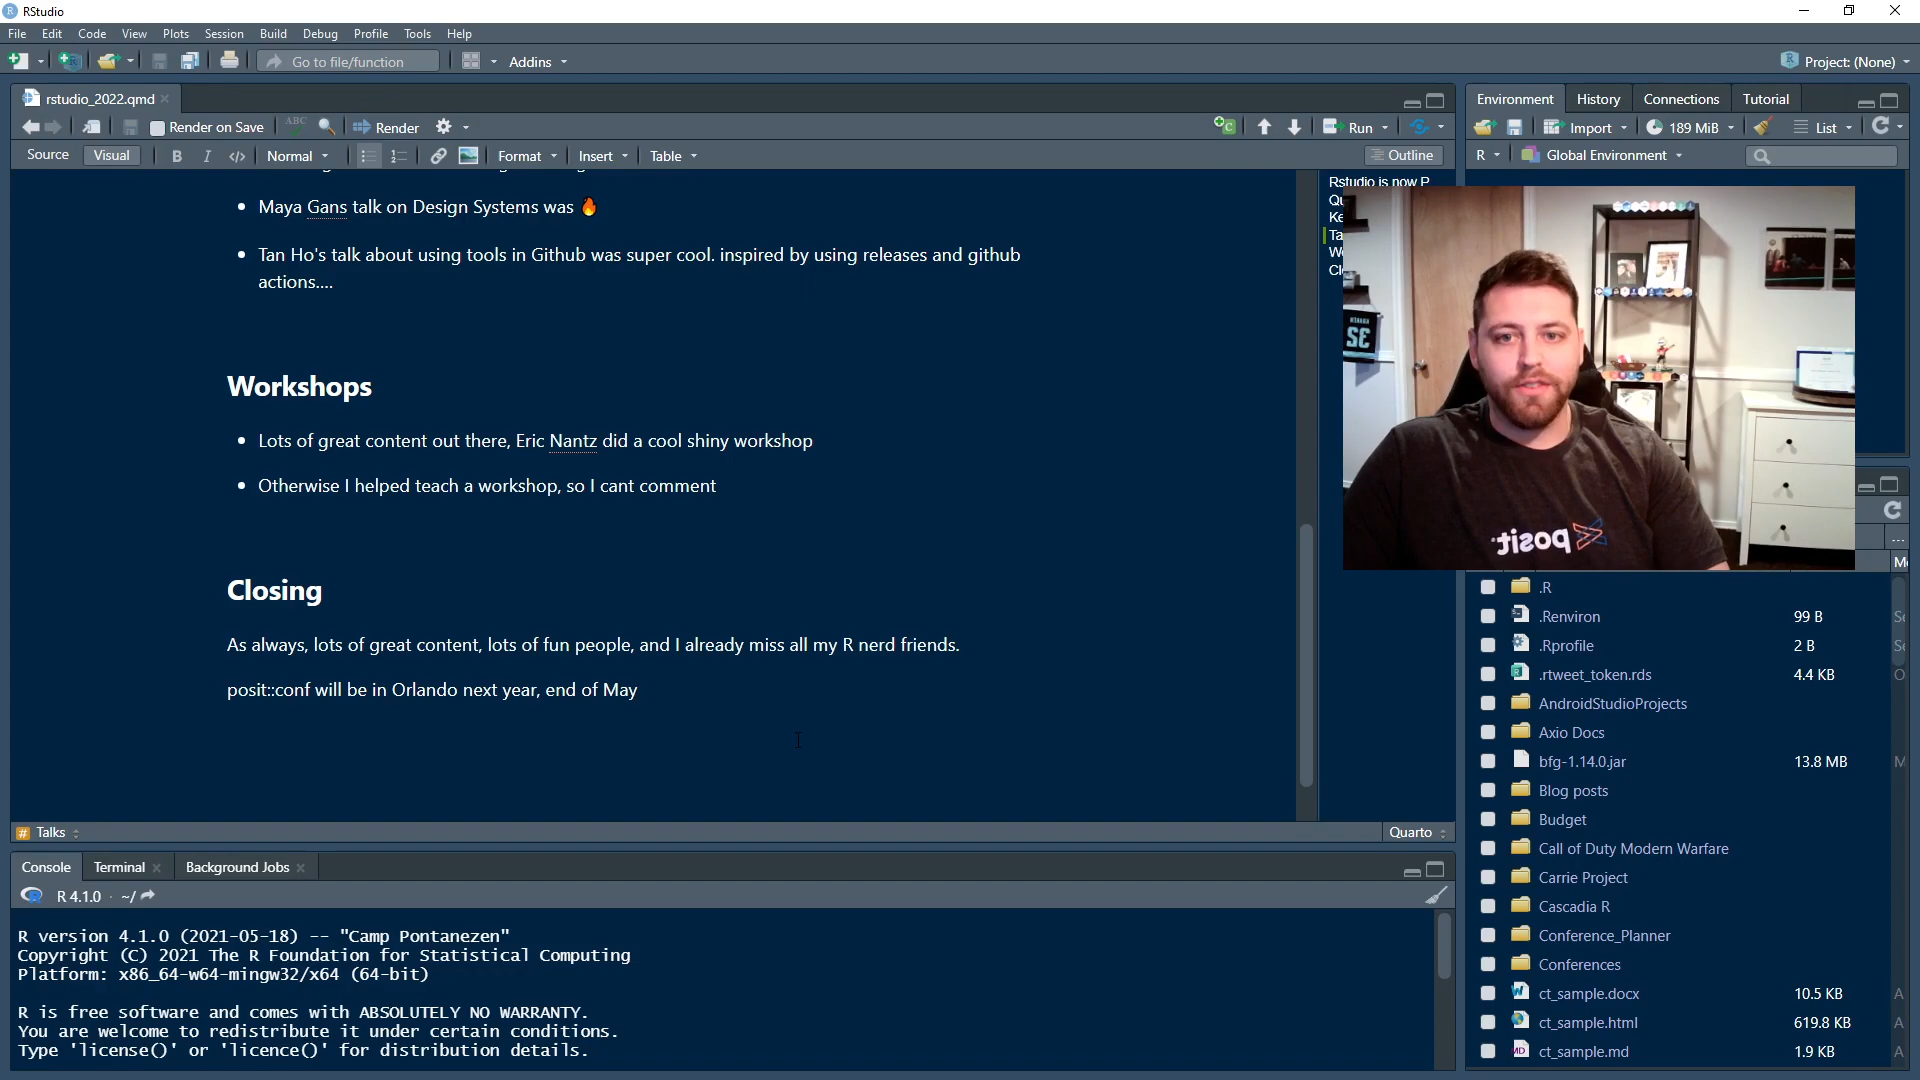 RStudio
File Edit Code View Plots Session Build Debug Profile Tools Help
Go to file/function Addins Project: (None)
rstudio_2022.qmd
Render on Save ABC Render Run
Source Visual B I </> Normal Format Insert Table Outline
Maya Gans talk on Design Systems was 🔥
Tan Ho's talk about using tools in Github was super cool. inspired by using releases and github
actions....
Workshops
Lots of great content out there, Eric Nantz did a cool shiny workshop
Otherwise I helped teach a workshop, so I cant comment
Closing
As always, lots of great content, lots of fun people, and I already miss all my R nerd friends.
posit::conf will be in Orlando next year, end of May
Rstudio is now P
Talks Quarto
Console Terminal Background Jobs
R 4.1.0 · ~/
R version 4.1.0 (2021-05-18) -- "Camp Pontanezen"
Copyright (C) 2021 The R Foundation for Statistical Computing
Platform: x86_64-w64-mingw32/x64 (64-bit)
R is free software and comes with ABSOLUTELY NO WARRANTY.
You are welcome to redistribute it under certain conditions.
Type 'license()' or 'licence()' for distribution details.
Environment History Connections Tutorial
Import 189 MiB List
R Global Environment
32
posit
.R
.Renviron 99 B
.Rprofile 2 B
.rtweet_token.rds 4.4 KB
AndroidStudioProjects
Axio Docs
bfg-1.14.0.jar 13.8 MB
Blog posts
Budget
Call of Duty Modern Warfare
Carrie Project
Cascadia R
Conference_Planner
Conferences
ct_sample.docx 10.5 KB
ct_sample.html 619.8 KB
ct_sample.md 1.9 KB